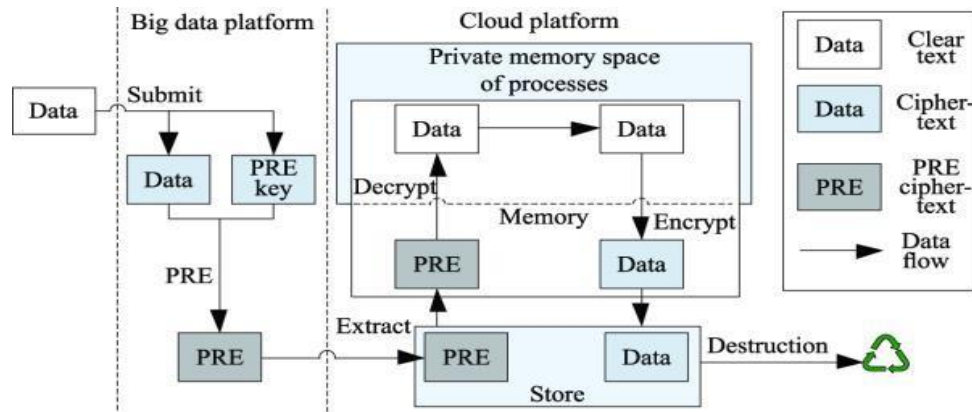 Big data platform
Cloud platform
Private memory space
of processes
Data
Submit
Data
PRE
key
PRE
PRE
Data
Data
Decrypt
Memory
Encrypt
PRE
Data
Extract
PRE
Data
Store
Destruction
Data
Clear
text
Data
Cipher-
text
PRE
PRE
cipher-
text
Data
flow